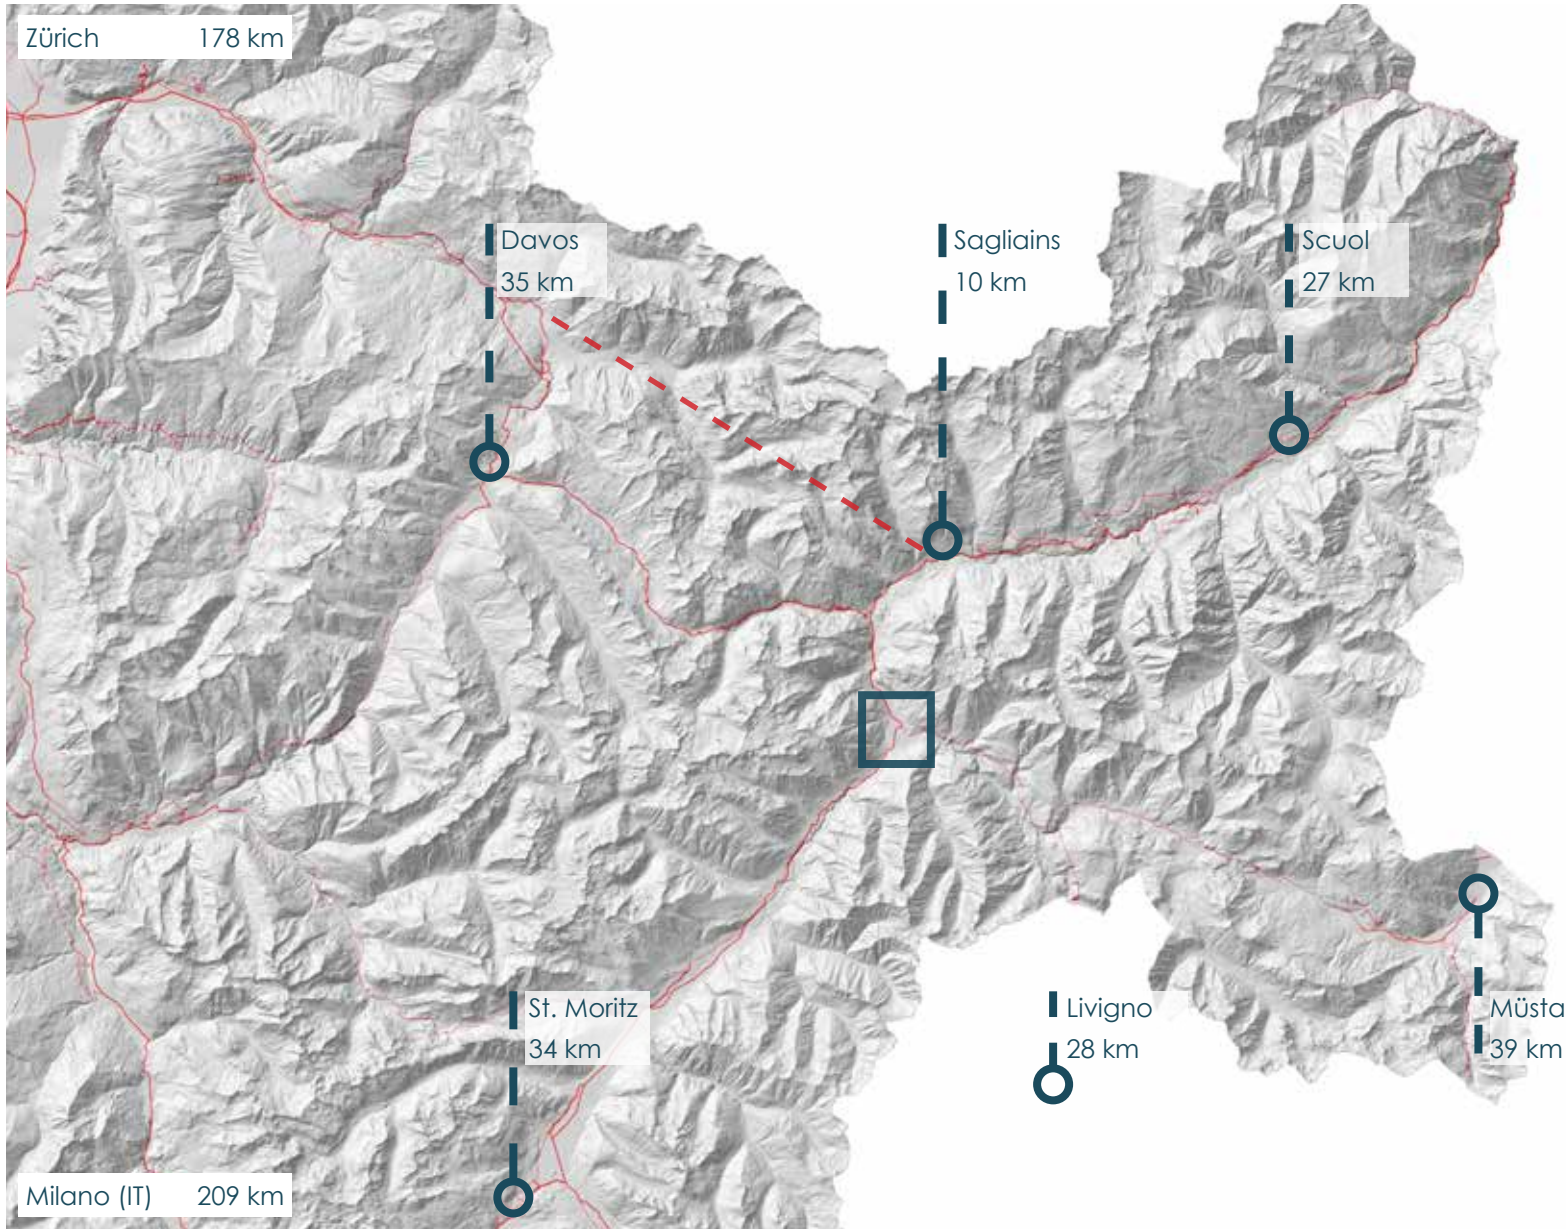 Zürich 178 km
Davos
35 km
Sagliains
10 km
Scuol
27 km
St. Moritz
34 km
Livigno
28 km
Müsta
39 km
Milano (IT) 209 km